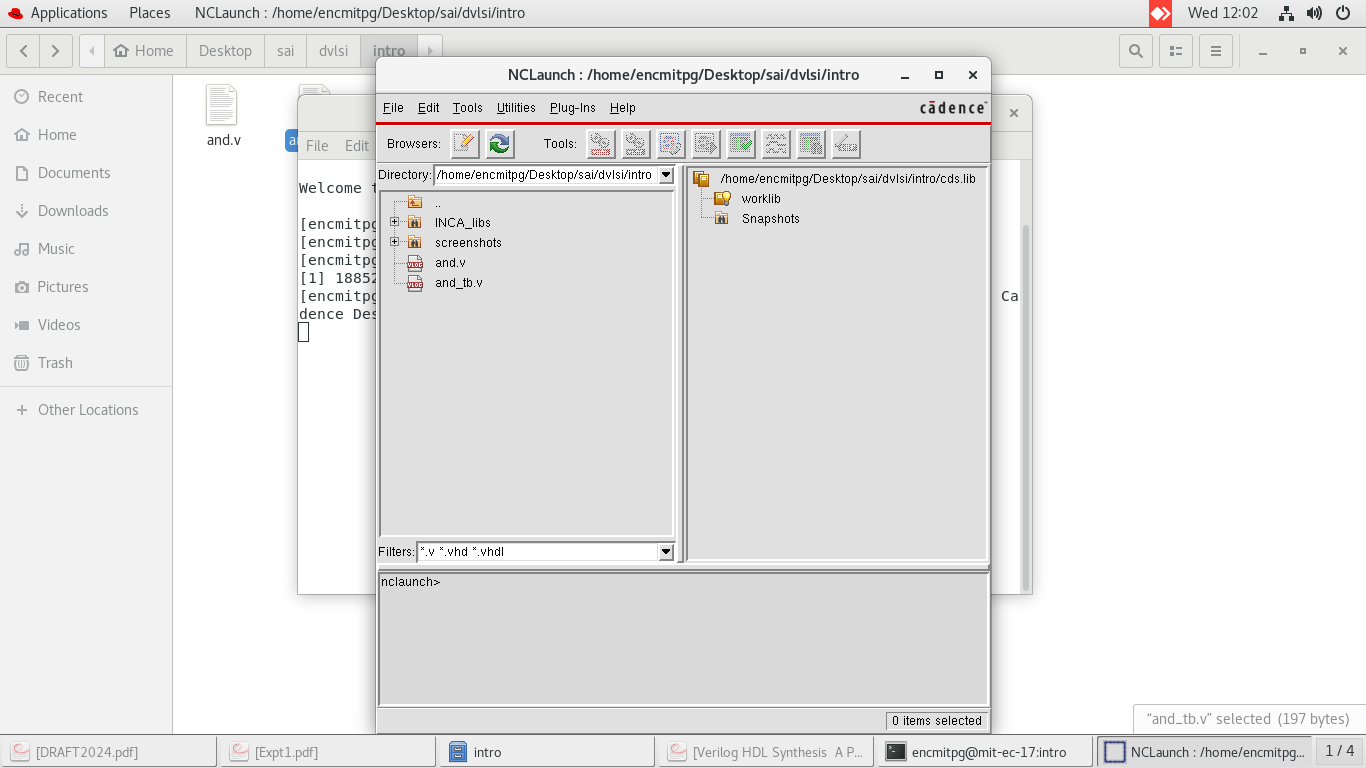 Applications Places NCLaunch : /home/encmitpg/Desktop/sai/dvlsi/intro Wed 12:02
Home Desktop sai dvlsi intro
Recent
Home
Documents
Downloads
Music
Pictures
Videos
Trash
Other Locations
and.v
File Edit
Welcome
[encmitpg
[encmitpg
[encmitpg
[1] 18852
[encmitpg Ca
dence Des
NCLaunch : /home/encmitpg/Desktop/sai/dvlsi/intro
File Edit Tools Utilities Plug-Ins Help cādence
Browsers: Tools:
Directory: /home/encmitpg/Desktop/sai/dvlsi/intro
..
INCA_libs
screenshots
VLOG and.v
VLOG and_tb.v
Filters: *.v *.vhd *.vhdl
/home/encmitpg/Desktop/sai/dvlsi/intro/cds.lib
worklib
Snapshots
nclaunch>
0 items selected
“and_tb.v” selected (197 bytes)
[DRAFT2024.pdf] [Expt1.pdf] intro [Verilog HDL Synthesis A P... encmitpg@mit-ec-17:intro NCLaunch : /home/encmitpg... 1 / 4